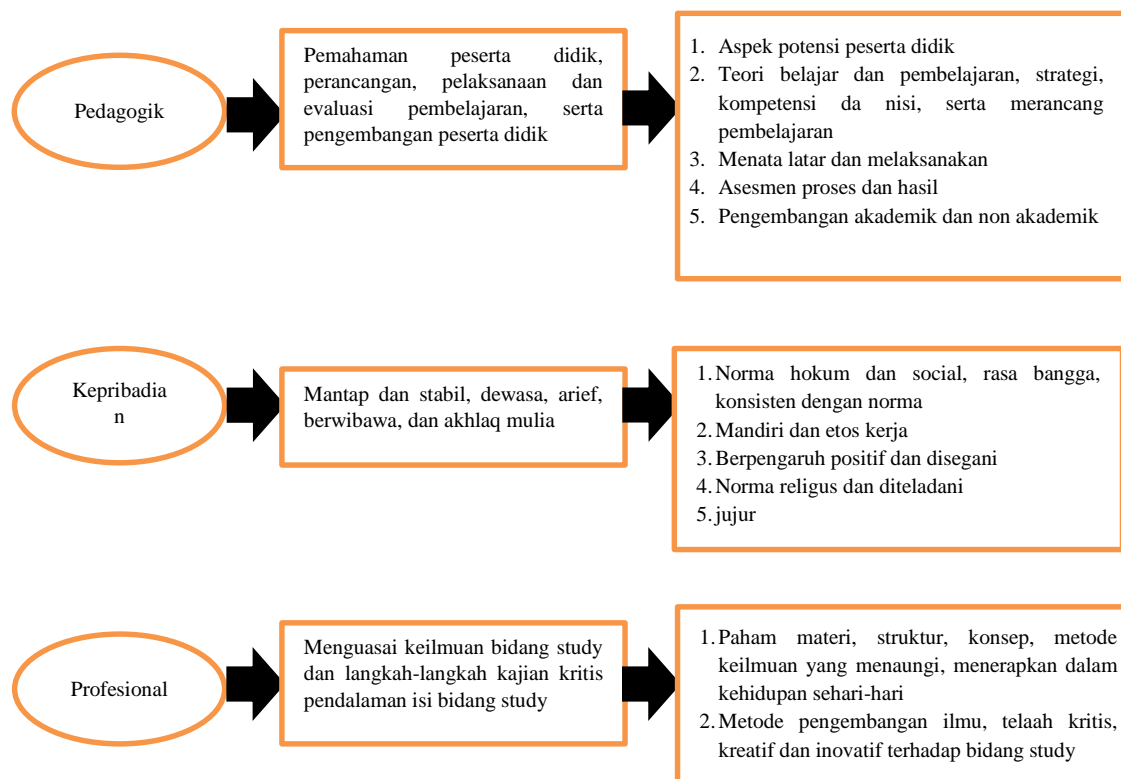 Pedagogik
Pemahaman peserta didik,
perancangan, pelaksanaan dan
evaluasi pembelajaran, serta
pengembangan peserta didik
1. Aspek potensi peserta didik
2. Teori belajar dan pembelajaran, strategi,
kompetensi da nisi, serta merancang
pembelajaran
3. Menata latar dan melaksanakan
4. Asesmen proses dan hasil
5. Pengembangan akademik dan non akademik
Kepribadia
n
Mantap dan stabil, dewasa, arief,
berwibawa, dan akhlaq mulia
1. Norma hokum dan social, rasa bangga,
konsisten dengan norma
2. Mandiri dan etos kerja
3. Berpengaruh positif dan disegani
4. Norma religus dan diteladani
5. jujur
Profesional
Menguasai keilmuan bidang study
dan langkah-langkah kajian kritis
pendalaman isi bidang study
1. Paham materi, struktur, konsep, metode
keilmuan yang menaungi, menerapkan dalam
kehidupan sehari-hari
2. Metode pengembangan ilmu, telaah kritis,
kreatif dan inovatif terhadap bidang study